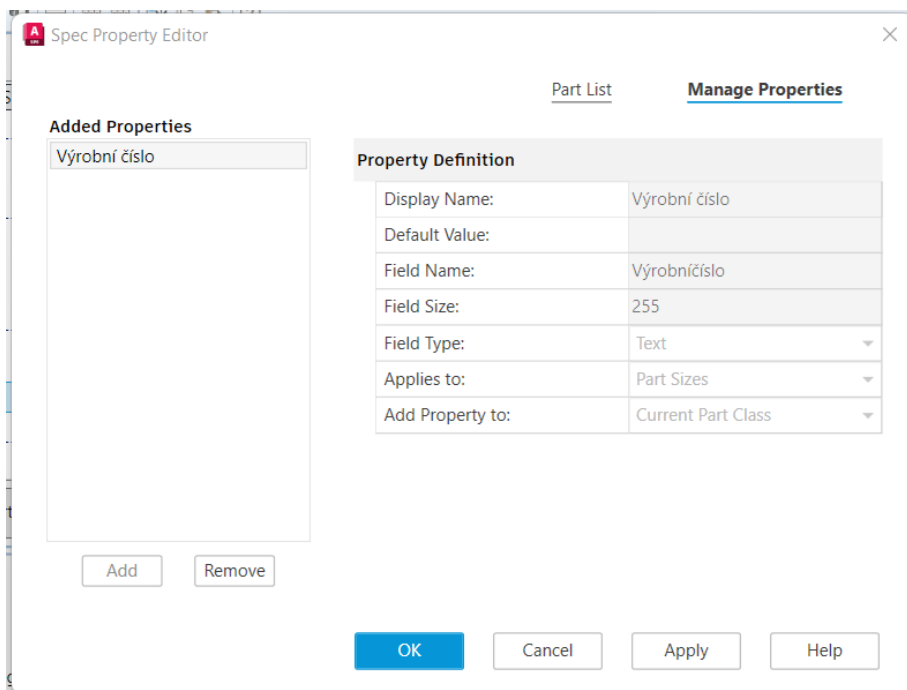 Spec Property Editor
Part List
Manage Properties
Added Properties
Výrobní číslo
Property Definition
Display Name: Výrobní číslo
Default Value:
Field Name: Výrobníčíslo
Field Size: 255
Field Type: Text
Applies to: Part Sizes
Add Property to: Current Part Class
Add Remove
OK Cancel Apply Help